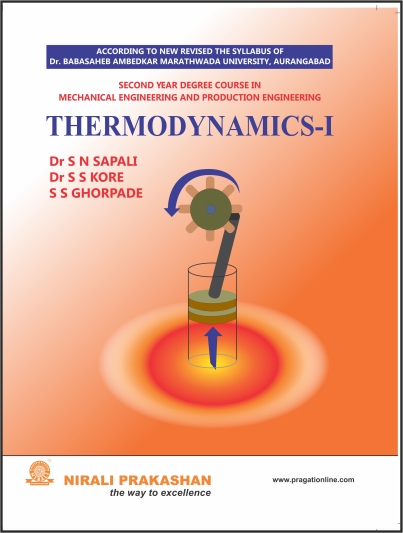 ACCORDING TO NEW REVISED THE SYLLABUS OF
Dr. BABASAHEB AMBEDKAR MARATHWADA UNIVERSITY, AURANGABAD
SECOND YEAR DEGREE COURSE IN
MECHANICAL ENGINEERING AND PRODUCTION ENGINEERING
THERMODYNAMICS-I
Dr S N SAPALI
Dr S S KORE
S S GHORPADE
NIRALI PRAKASHAN
the way to excellence
www.pragationline.com